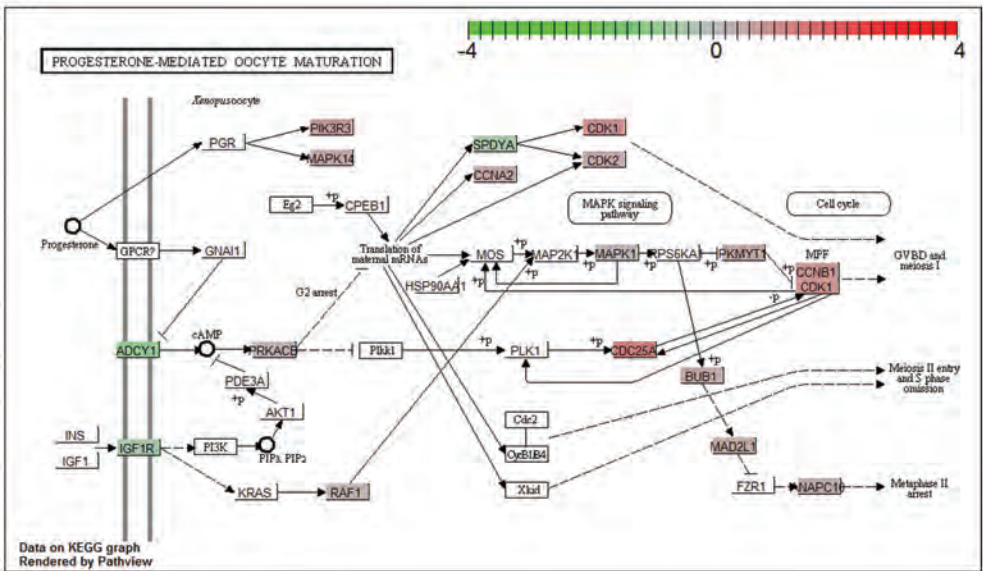 -4 0 4
PROGESTERONE-MEDIATED OOCYTE MATURATION
Xenopus oocyte
PGR
PIK3R3
MAPK14
SPDYA
CCNA2
CDK1
CDK2
Eg2
+p
CPEB1
MAPK signaling
pathway
Cell cycle
Progesterone
GPCR?
GNAI1
Translation of
maternal mRNAs
MOS
+p
MAP2K1
+p
MAPK1
+p
RPS6KA1
+p
PKMYT1
+p
MPF
CCNB1
CDK1
GVBD and
meiosis I
HSP90AA1
+p
-p
G2 arrest
ADCY1
cAMP
PRKACB
Plkk1
+p
PLK1
+p
CDC25A
+p
BUB1
PDE3A
+p
AKT1
Meiosis II entry
and S phase
omission
INS
IGF1
IGF1R
PI3K
PIP3 PIP2
Cdc2
CycB1B4
Xkid
MAD2L1
KRAS
RAF1
FZR1
Metaphase II
arrest
Data on KEGG graph
Rendered by Pathview